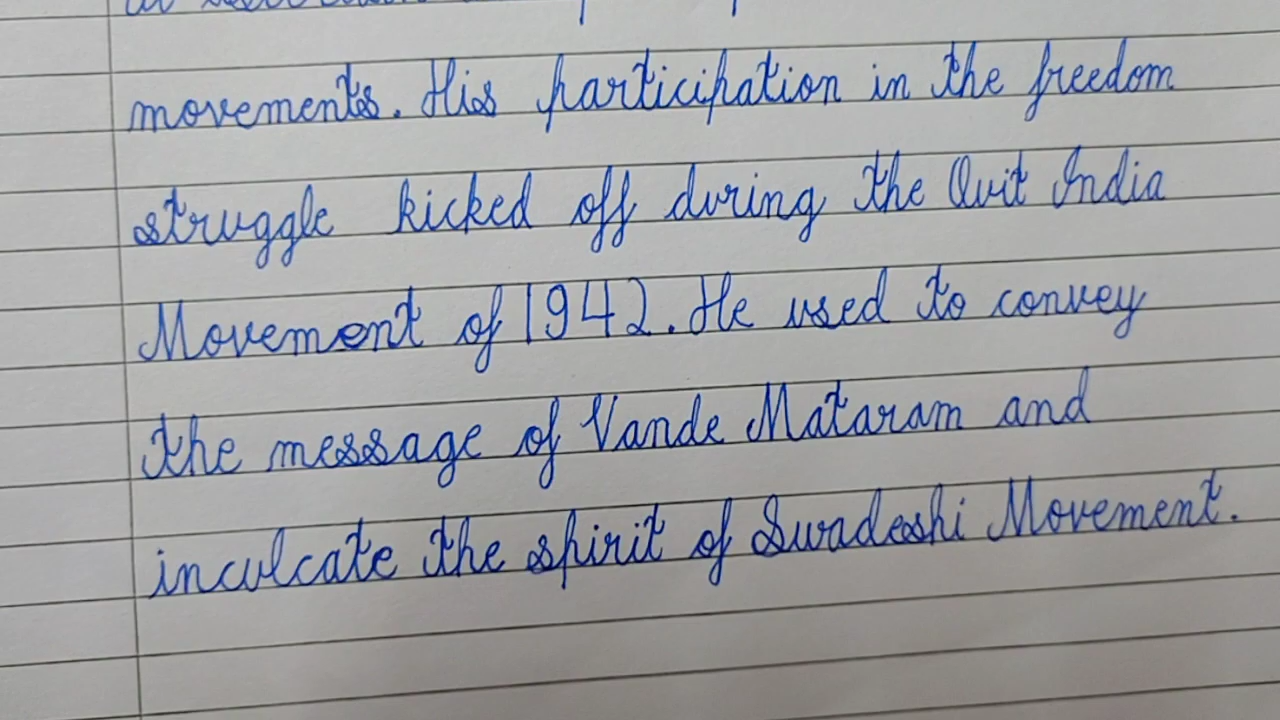 movements. His participation in the freedom
struggle kicked off during the Quit India
Movement of 1942. He used to convey
the message of Vande Mataram and
inculcate the spirit of Swadeshi Movement.